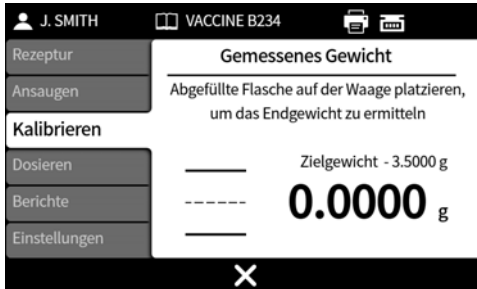 J. SMITH
VACCINE B234
Rezeptur
Ansaugen
Kalibrieren
Dosieren
Berichte
Einstellungen
Gemessenes Gewicht
Abgefüllte Flasche auf der Waage platzieren,
um das Endgewicht zu ermitteln
Zielgewicht - 3.5000 g
0.0000 g